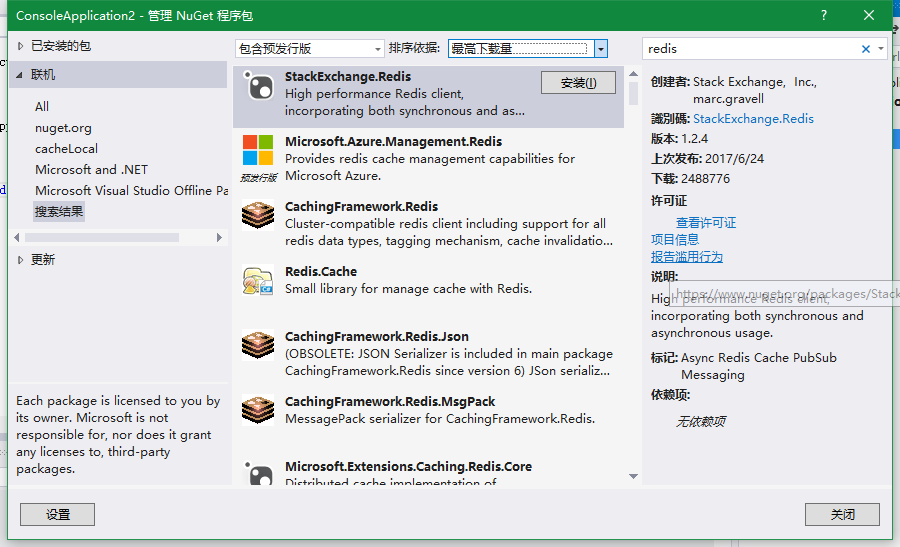 ConsoleApplication2 - 管理 NuGet 程序包
已安装的包
联机
All
nuget.org
cacheLocal
Microsoft and .NET
Microsoft Visual Studio Offline Pa
搜索结果
更新
Each package is licensed to you by
its owner. Microsoft is not
responsible for, nor does it grant
any licenses to, third-party
packages.
设置
包含预发行版
排序依据:
最高下载量
StackExchange.Redis
安装(I)
High performance Redis client,
incorporating both synchronous and as...
Microsoft.Azure.Management.Redis
Provides redis cache management capabilities for
Microsoft Azure.
预发行版
CachingFramework.Redis
Cluster-compatible redis client including support for all
redis data types, tagging mechanism, cache invalidatio...
Redis.Cache
Small library for manage cache with Redis.
CachingFramework.Redis.Json
(OBSOLETE: JSON Serializer is included in main package
CachingFramework.Redis since version 6) JSon serializ...
CachingFramework.Redis.MsgPack
MessagePack serializer for CachingFramework.Redis.
Microsoft.Extensions.Caching.Redis.Core
Distributed cache implementation of
redis
创建者: Stack Exchange, Inc.,
marc.gravell
識別碼: StackExchange.Redis
版本: 1.2.4
上次发布: 2017/6/24
下载: 2488776
许可证
查看许可证
项目信息
报告滥用行为
说明:
https://www.nuget.org/packages/Stack
High performance Redis client,
incorporating both synchronous and
asynchronous usage.
标记: Async Redis Cache PubSub
Messaging
依赖项:
无依赖项
关闭